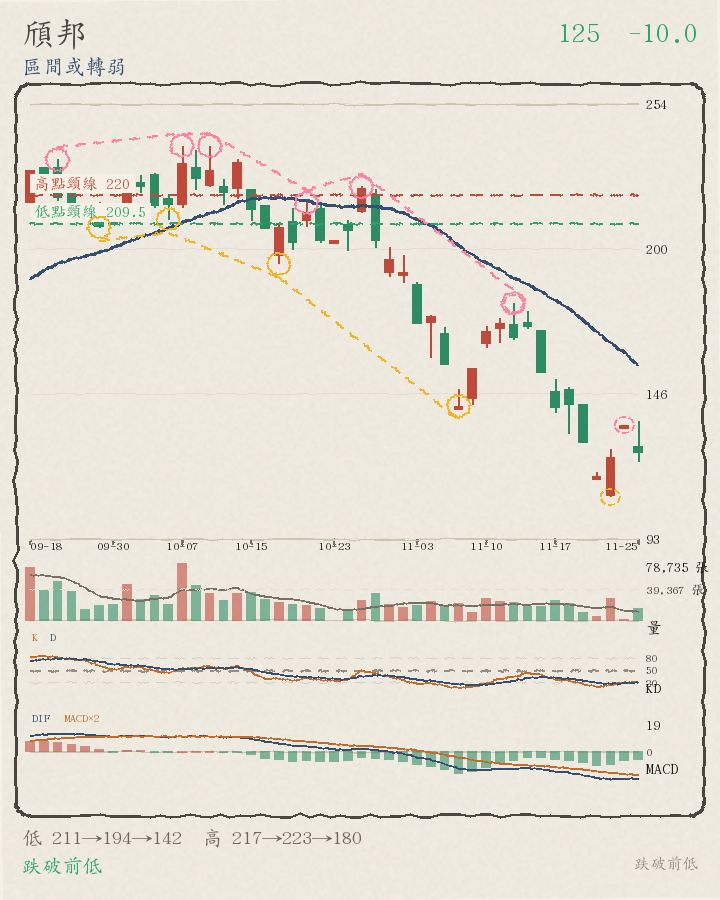 頎邦 125 -10.0
區間或轉弱
254
高點頸線 220
低點頸線 209.5
200
146
93
09-18 09-30 10-07 10-15 10-23 11-03 11-10 11-17 11-25
78,735 張
39,367 張
量
K D
80
50
20
KD
DIF MACD×2
19
0
MACD
低 211→194→142 高 217→223→180
跌破前低 跌破前低